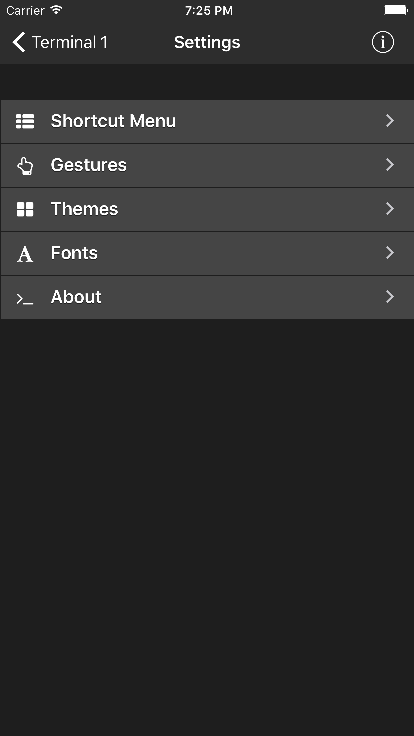 Carrier 7:25 PM
Terminal 1 Settings
Shortcut Menu
Gestures
Themes
Fonts
About